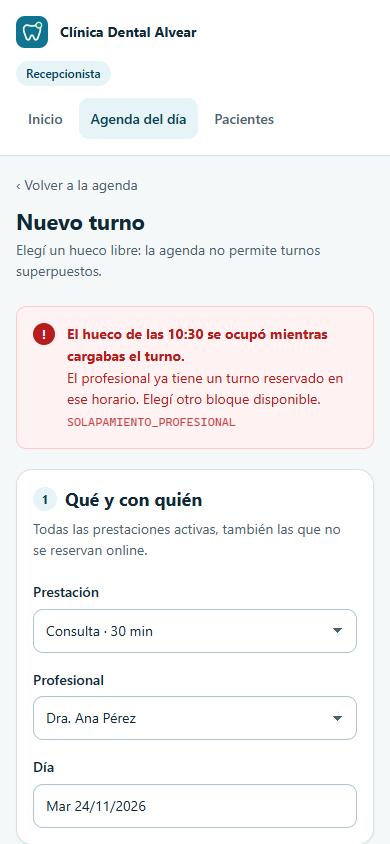 Clínica Dental Alvear
Recepcionista
Inicio
Agenda del día
Pacientes
‹ Volver a la agenda
Nuevo turno
Elegí un hueco libre: la agenda no permite turnos
superpuestos.
!
El hueco de las 10:30 se ocupó mientras
cargabas el turno.
El profesional ya tiene un turno reservado en
ese horario. Elegí otro bloque disponible.
SOLAPAMIENTO_PROFESIONAL
1 Qué y con quién
Todas las prestaciones activas, también las que no
se reservan online.
Prestación
Consulta · 30 min
Profesional
Dra. Ana Pérez
Día
Mar 24/11/2026